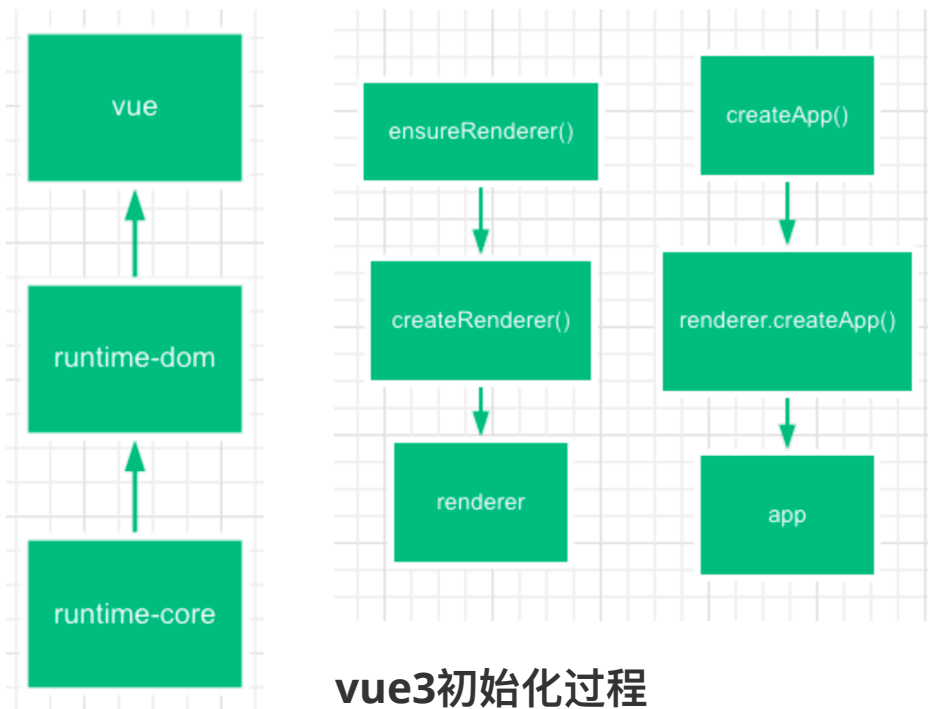 vue
runtime-dom
runtime-core
ensureRenderer()
createRenderer()
renderer
createApp()
renderer.createApp()
app
vue3初始化过程